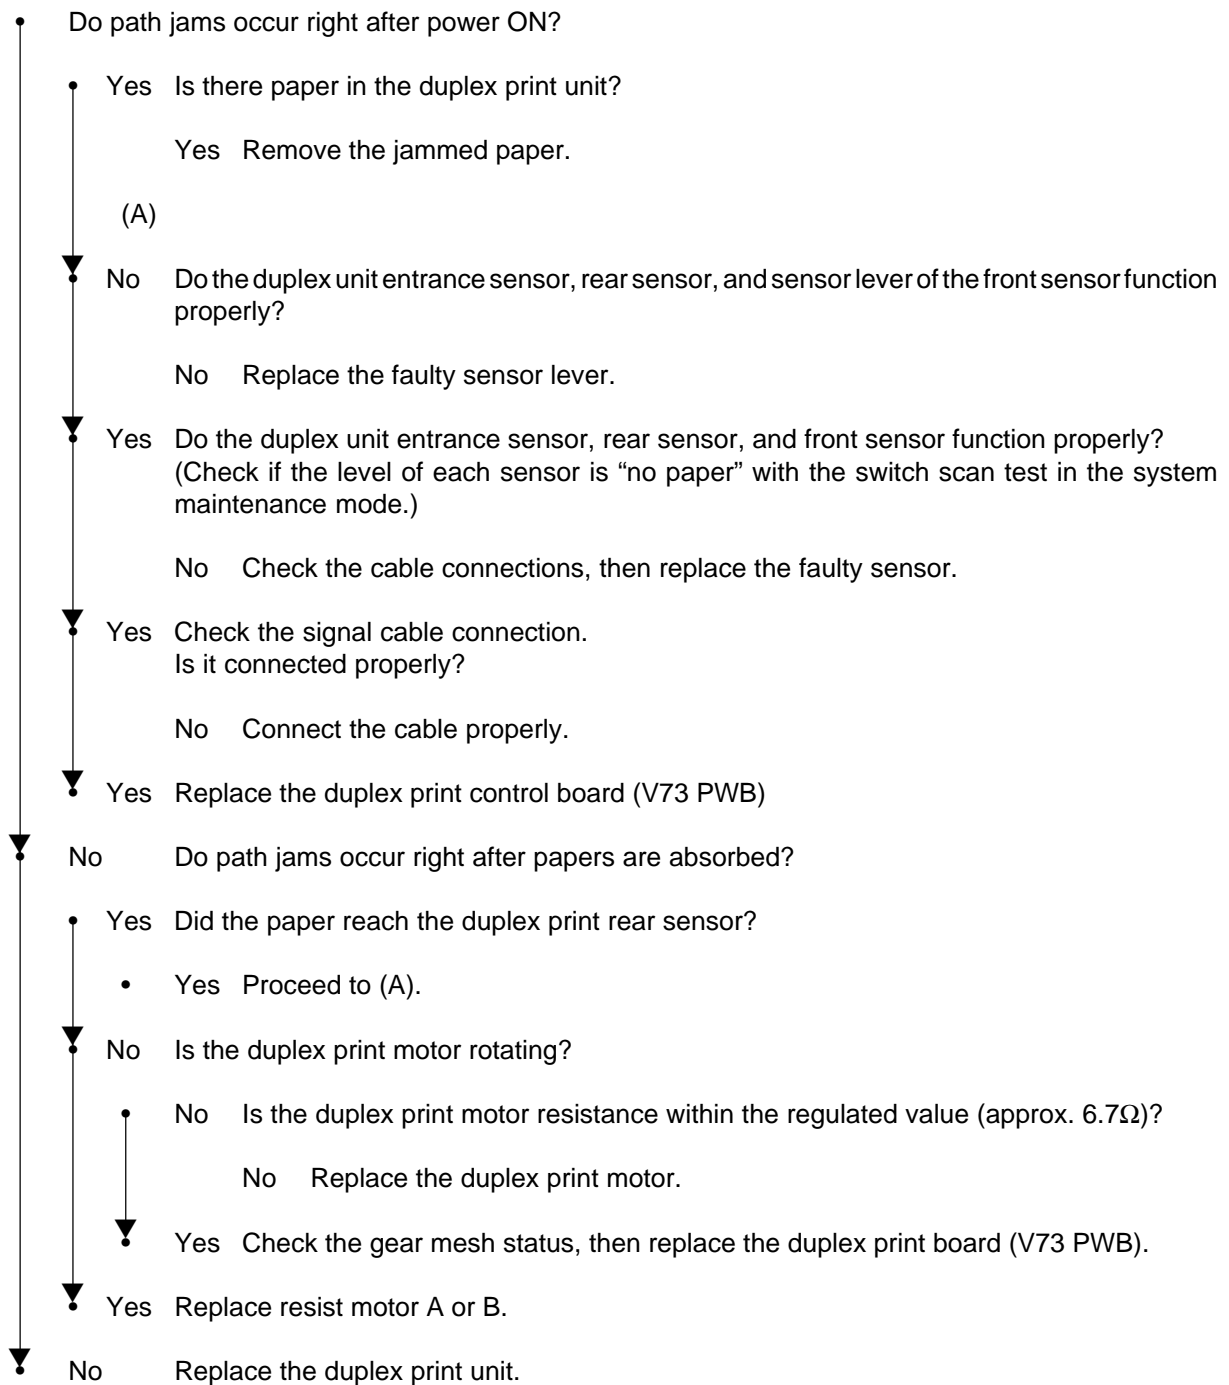 Do path jams occur right after power ON?
Yes Is there paper in the duplex print unit?
Yes Remove the jammed paper.
(A)
No Do the duplex unit entrance sensor, rear sensor, and sensor lever of the front sensor function
properly?
No Replace the faulty sensor lever.
Yes Do the duplex unit entrance sensor, rear sensor, and front sensor function properly?
(Check if the level of each sensor is “no paper” with the switch scan test in the system
maintenance mode.)
No Check the cable connections, then replace the faulty sensor.
Yes Check the signal cable connection.
Is it connected properly?
No Connect the cable properly.
Yes Replace the duplex print control board (V73 PWB)
No Do path jams occur right after papers are absorbed?
• Yes Did the paper reach the duplex print rear sensor?
• Yes Proceed to (A).
No Is the duplex print motor rotating?
No Is the duplex print motor resistance within the regulated value (approx. 6.7Ω)?
No Replace the duplex print motor.
Yes Check the gear mesh status, then replace the duplex print board (V73 PWB).
Yes Replace resist motor A or B.
No Replace the duplex print unit.